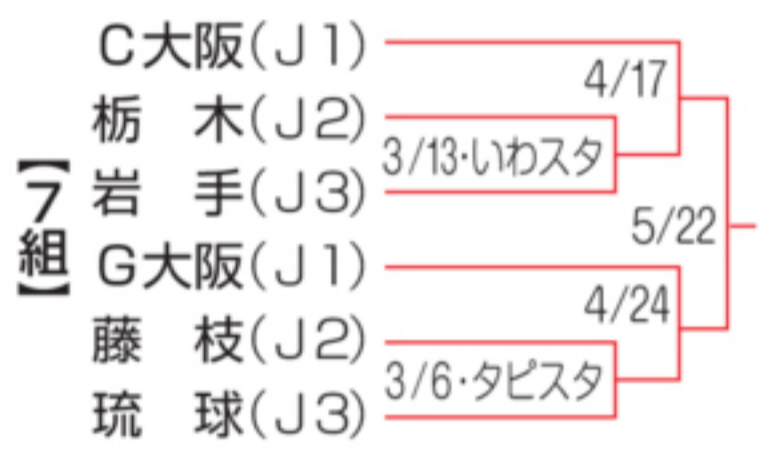 【7組】
C大阪(J1)
栃 木(J2)
岩 手(J3)
G大阪(J1)
藤 枝(J2)
琉 球(J3)
4/17
3/13・いわスタ
5/22
4/24
3/6・タピスタ